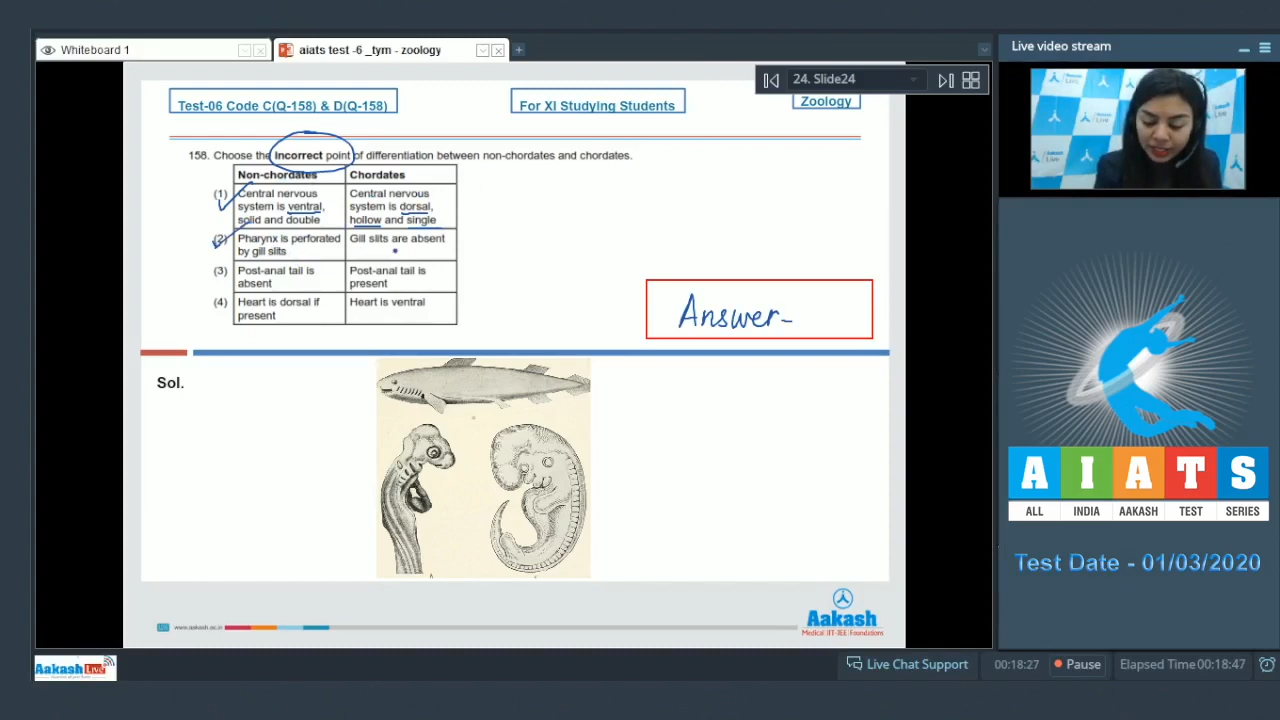 Whiteboard 1
aiats test -6 _tym - zoology
Live video stream
24. Slide24
Test-06 Code C(Q-158) & D(Q-158)
For XI Studying Students
Zoology
158. Choose the incorrect point of differentiation between non-chordates and chordates.
Non-chordates Chordates
(1) Central nervous system is ventral, solid and double Central nervous system is dorsal, hollow and single
(2) Pharynx is perforated by gill slits Gill slits are absent
(3) Post-anal tail is absent Post-anal tail is present
(4) Heart is dorsal if present Heart is ventral
Answer-
Sol.
A I A T S
ALL INDIA AAKASH TEST SERIES
Test Date - 01/03/2020
www.aakash.ac.in
Aakash
Medical|IIT-JEE|Foundations
Aakash Live
Live Chat Support
00:18:27
Pause
Elapsed Time 00:18:47